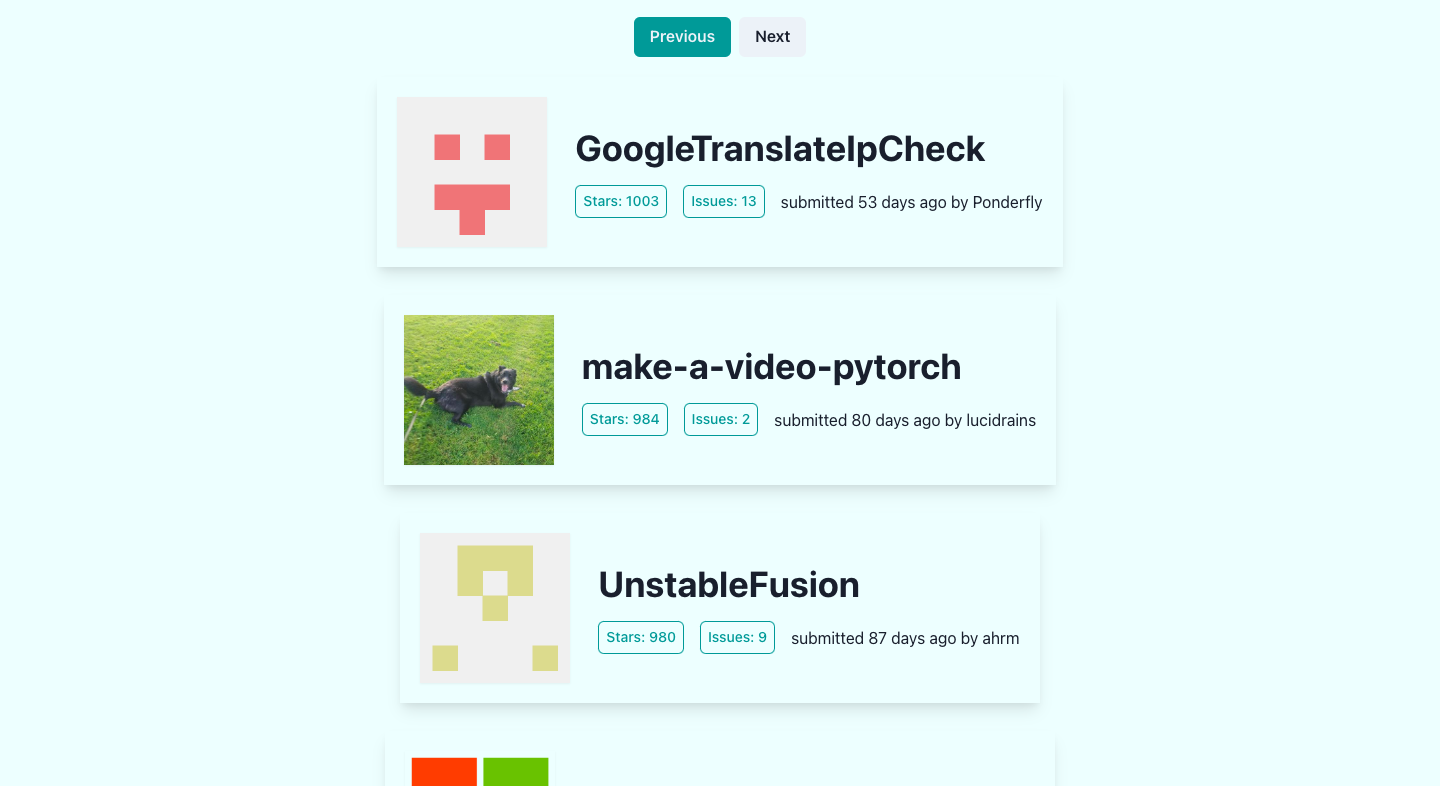 Previous Next
GoogleTranslateIpCheck
Stars: 1003 Issues: 13 submitted 53 days ago by Ponderfly
make-a-video-pytorch
Stars: 984 Issues: 2 submitted 80 days ago by lucidrains
UnstableFusion
Stars: 980 Issues: 9 submitted 87 days ago by ahrm